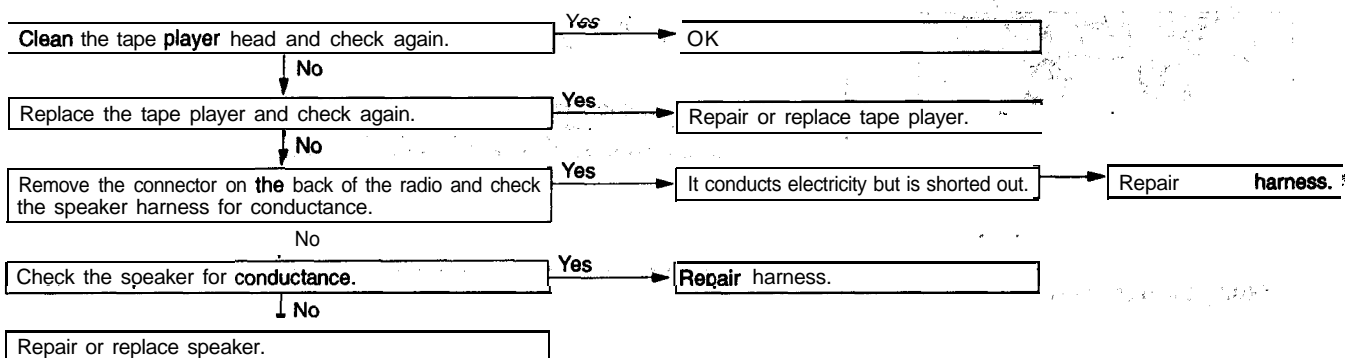 Clean the tape player head and check again.
Yes
OK
No
Replace the tape player and check again.
Yes
Repair or replace tape player.
No
Remove the connector on the back of the radio and check
the speaker harness for conductance.
Yes
It conducts electricity but is shorted out.
Repair harness.
No
Check the speaker for conductance.
Yes
Repair harness.
No
Repair or replace speaker.